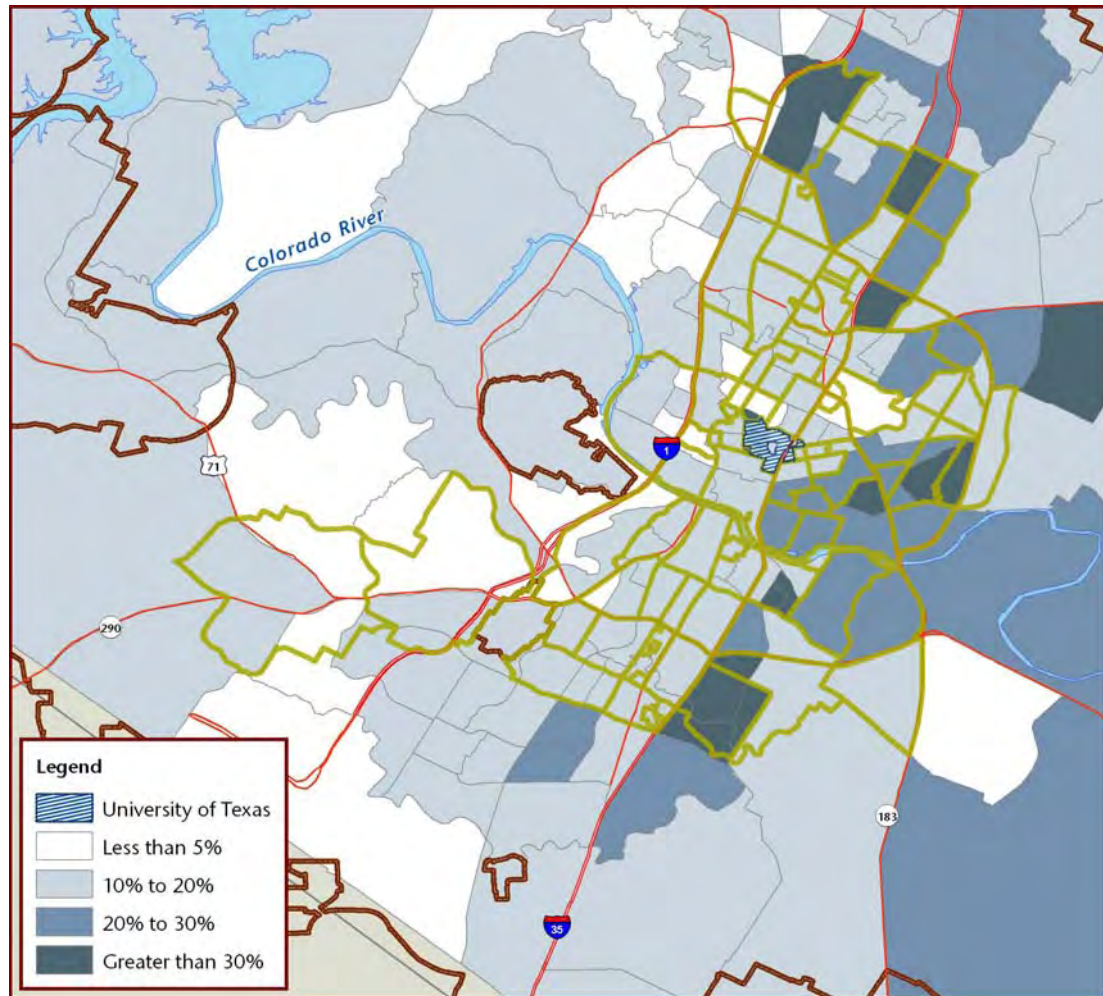 Colorado River
1
71
290
183
35
Legend
University of Texas
Less than 5%
10% to 20%
20% to 30%
Greater than 30%